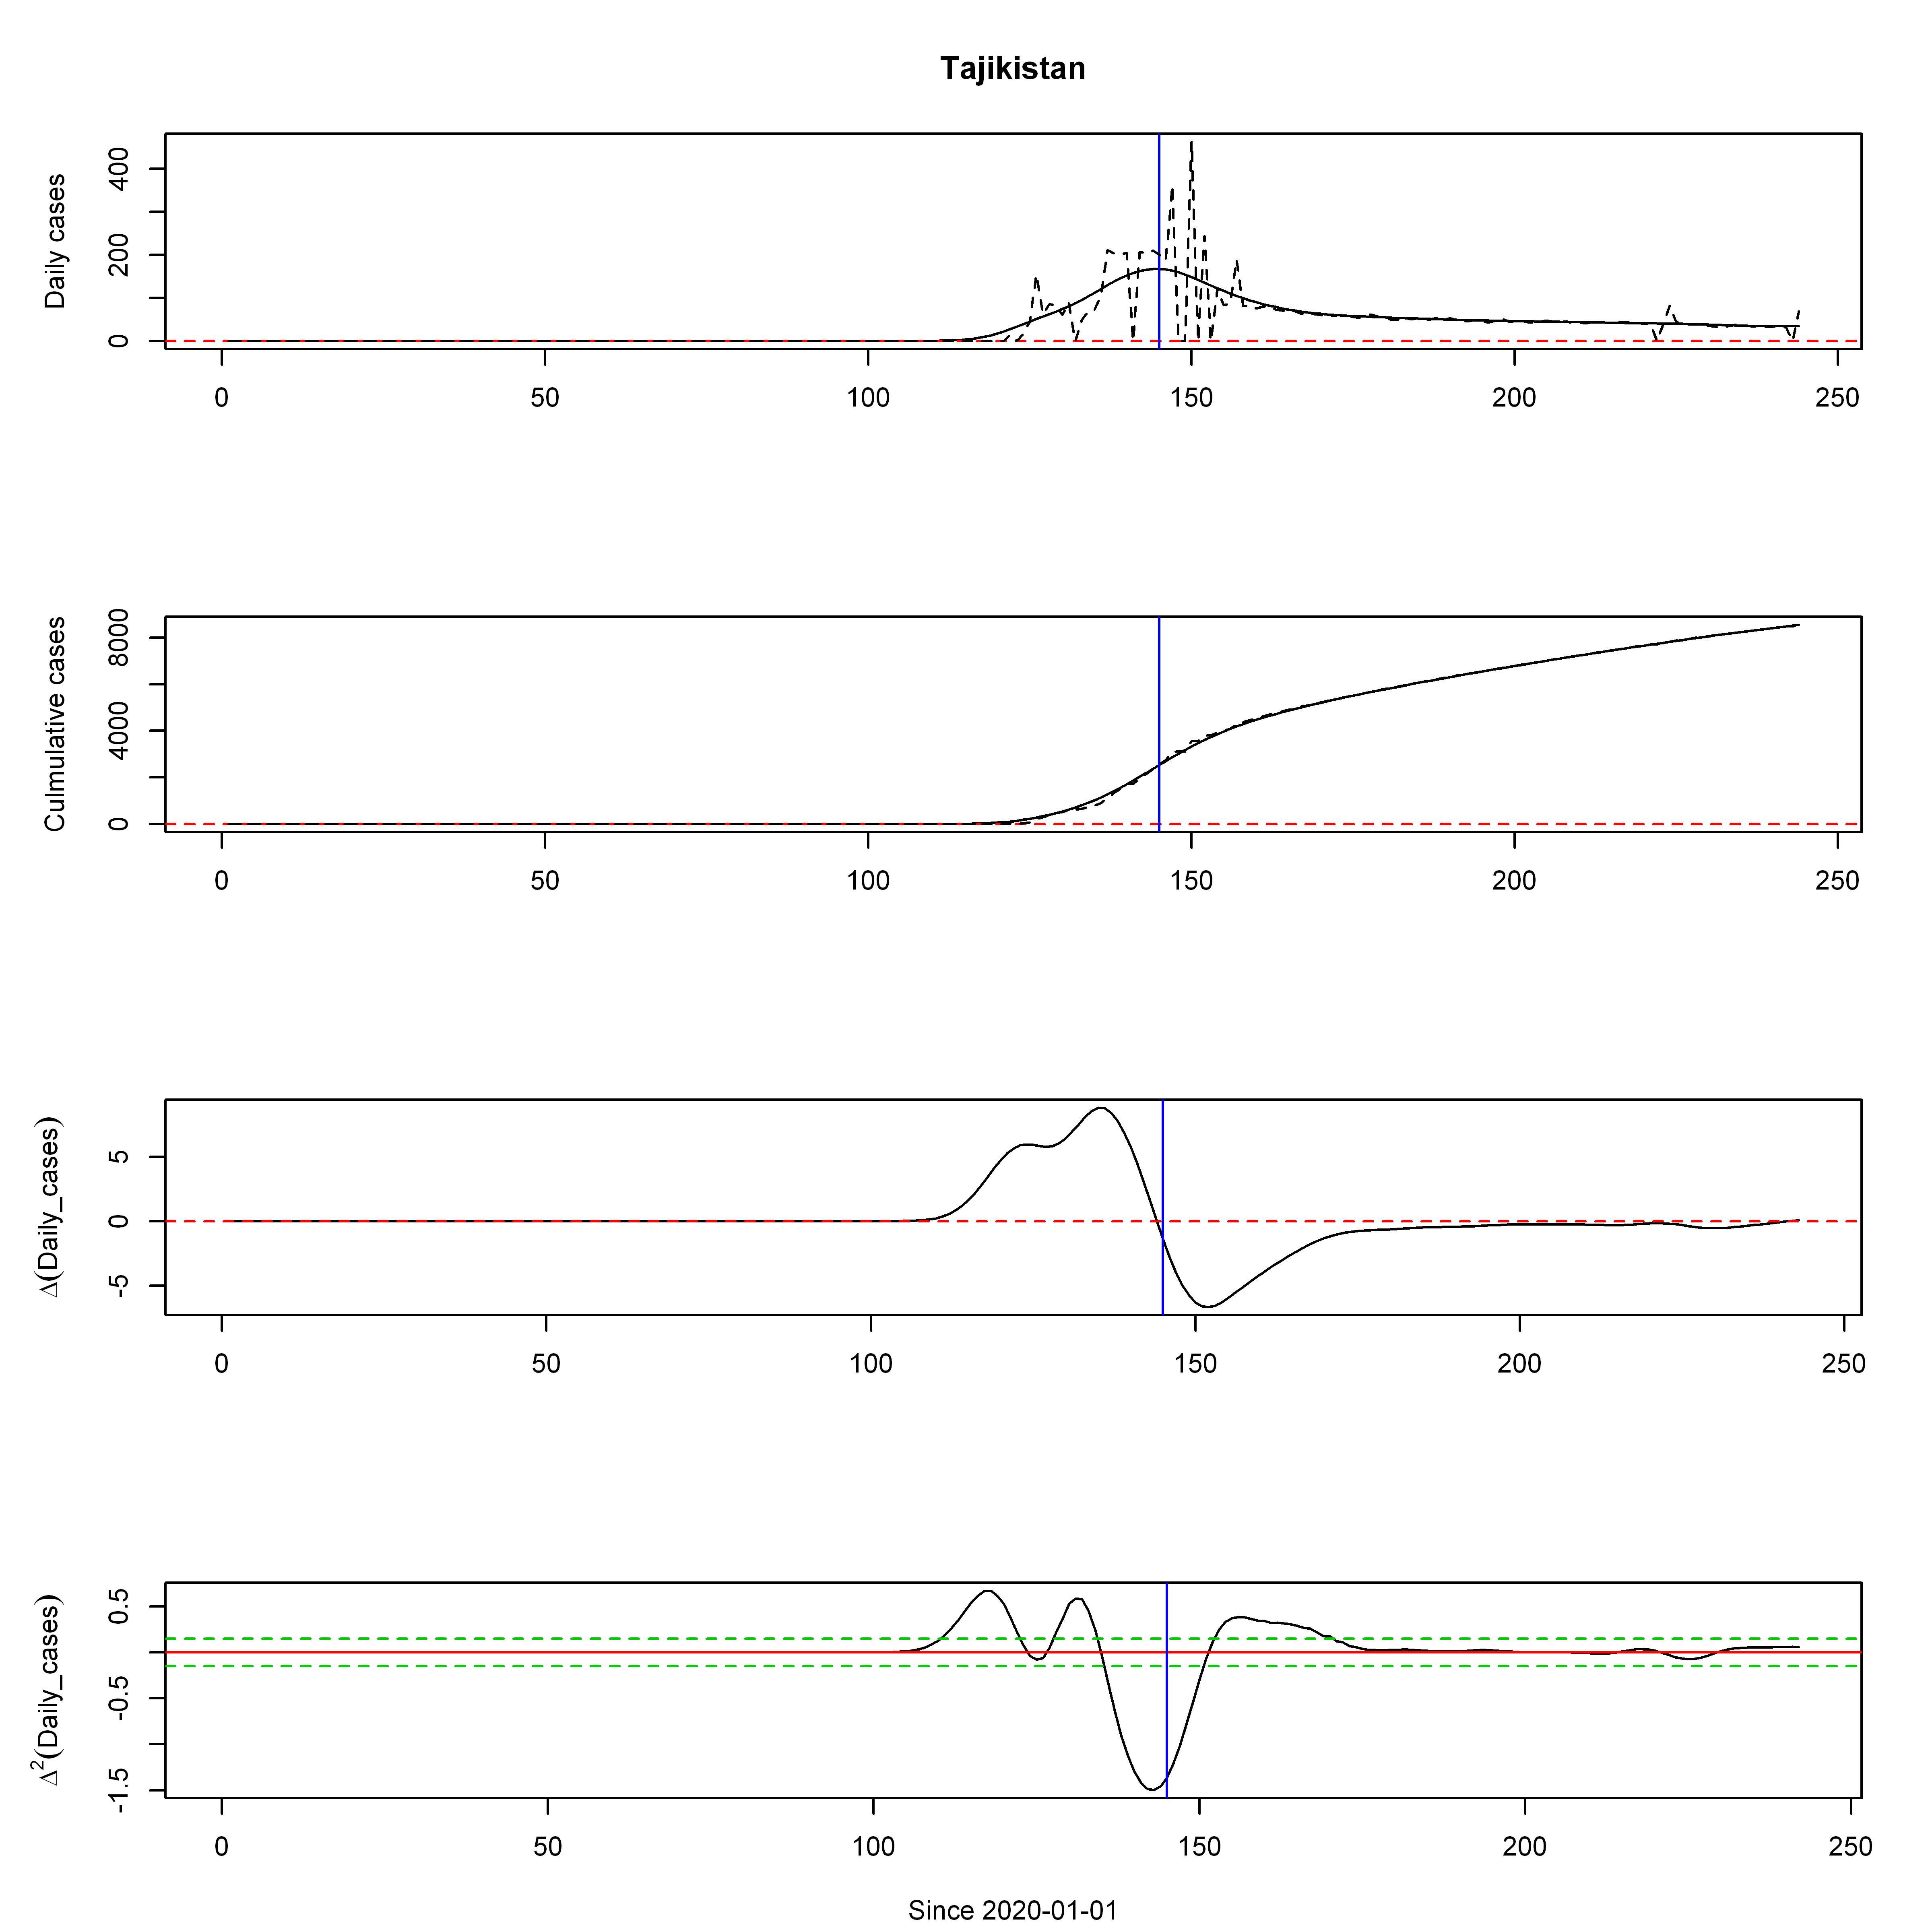 Tajikistan
Daily cases
0 200 400
0 50 100 150 200 250
Culmulative cases
0 4000 8000
0 50 100 150 200 250
Δ(Daily_cases)
-5 0 5
0 50 100 150 200 250
Δ²(Daily_cases)
-1.5 -0.5 0.5
0 50 100 150 200 250
Since 2020-01-01